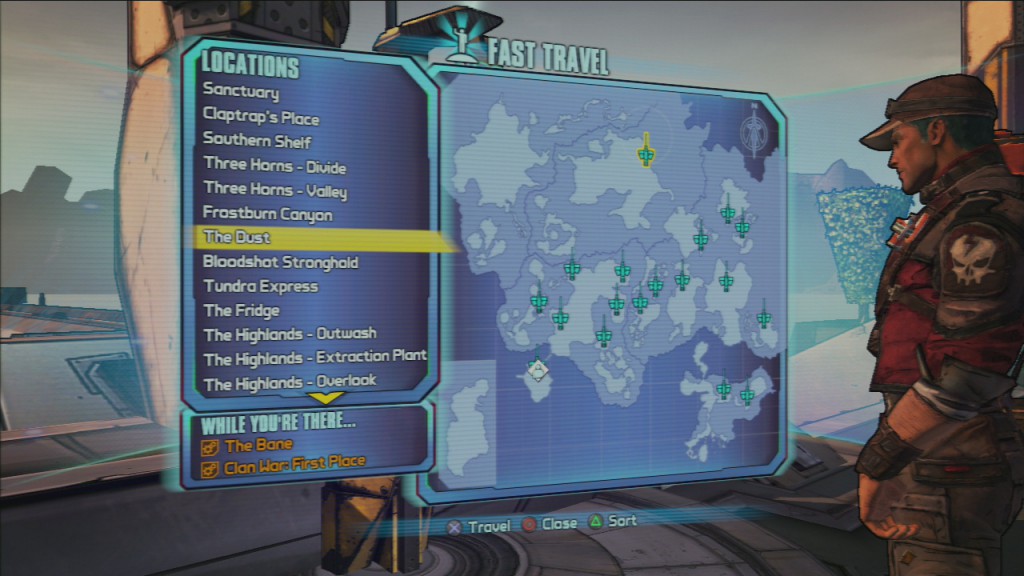 FAST TRAVEL
LOCATIONS
Sanctuary
Claptrap's Place
Southern Shelf
Three Horns - Divide
Three Horns - Valley
Frostburn Canyon
The Dust
Bloodshot Stronghold
Tundra Express
The Fridge
The Highlands - Outwash
The Highlands - Extraction Plant
The Highlands - Overlook
WHILE YOU'RE THERE...
The Bane
Clan War: First Place
Travel Close Sort